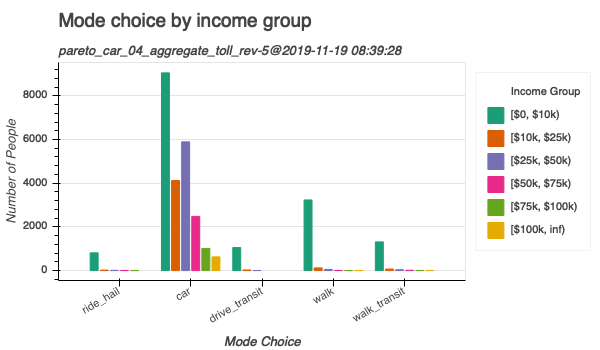 Mode choice by income group
pareto_car_04_aggregate_toll_rev-5@2019-11-19 08:39:28
Number of People
8000
6000
4000
2000
0
ride_hail
car
drive_transit
walk
walk_transit
Mode Choice
Income Group
[$0, $10k)
[$10k, $25k)
[$25k, $50k)
[$50k, $75k)
[$75k, $100k)
[$100k, inf)